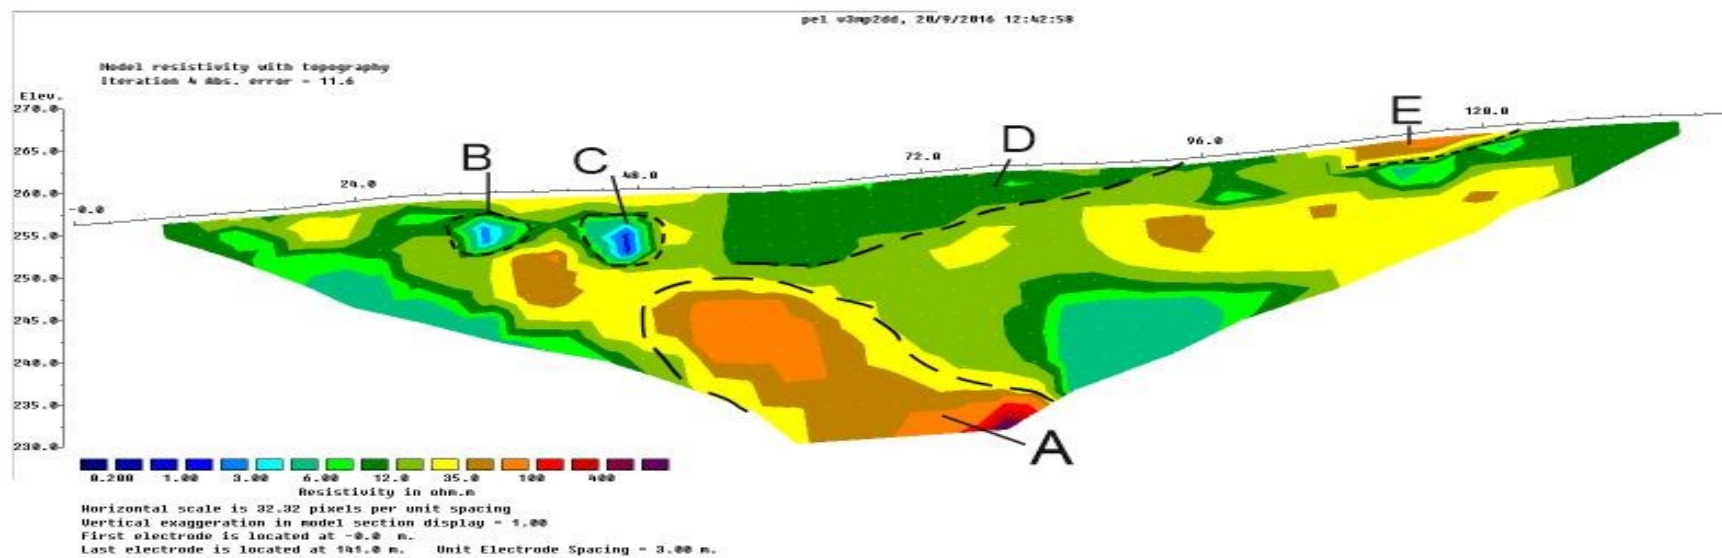 pel v3mp2dd, 20/9/2016 12:42:50
Model resistivity with topography
Iteration 4 Abs. error = 11.6
Elev.
270.0
265.0
260.0
255.0
250.0
245.0
240.0
235.0
230.0
-0.0
24.0
48.0
72.0
96.0
120.0
B
C
D
E
A
0.200 1.00 3.00 6.00 12.0 35.0 100 400
Resistivity in ohm.m
Horizontal scale is 32.32 pixels per unit spacing
Vertical exaggeration in model section display = 1.00
First electrode is located at -0.0 m.
Last electrode is located at 141.0 m. Unit Electrode Spacing = 3.00 m.